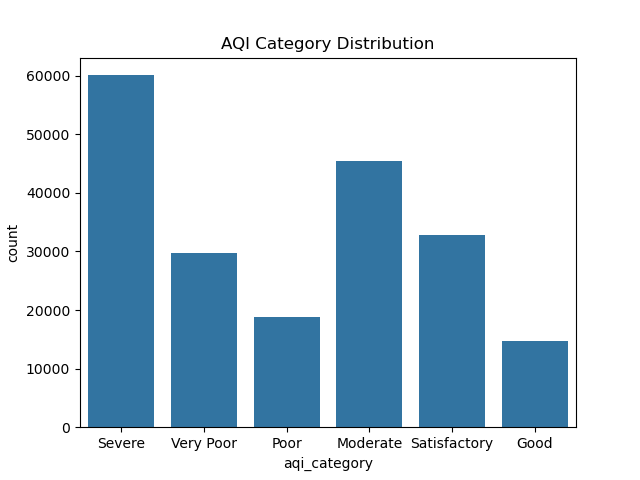 AQI Category Distribution
60000
50000
40000
30000
20000
10000
0
count
Severe Very Poor Poor Moderate Satisfactory Good
aqi_category